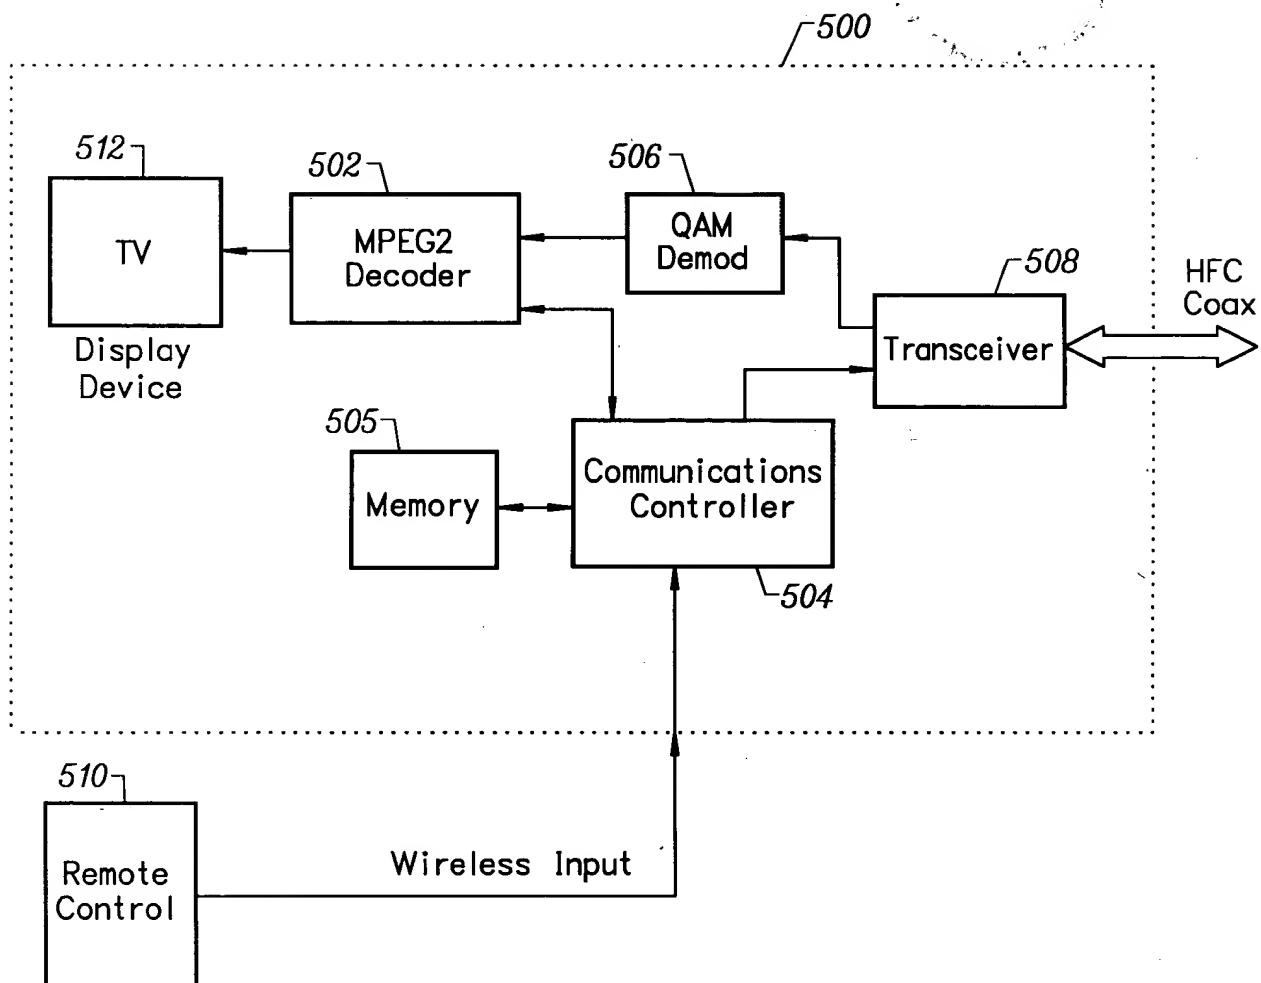 500
512
502
506
TV
MPEG2
Decoder
QAM
Demod
508
HFC
Coax
Transceiver
Display
Device
505
Memory
Communications
Controller
504
510
Remote
Control
Wireless Input